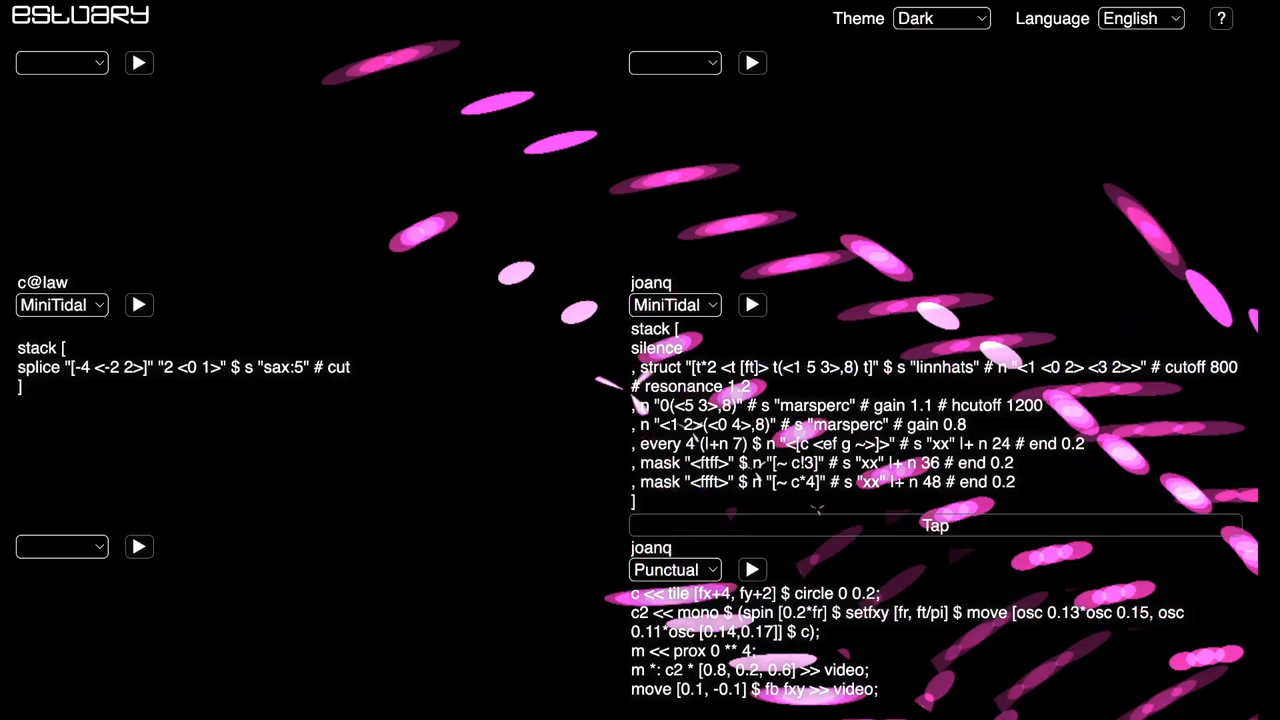 estuary
Theme Dark Language English ?
c@law
MiniTidal
stack [
splice "[-4 <-2 2>]" "2 <0 1>" $ s "sax:5" # cut
]
joanq
MiniTidal
stack [
silence
, struct "[t*2 <t [ft]> t(<1 5 3>,8) t]" $ s "linnhats" # n "<1 <0 2> <3 2>>" # cutoff 800
# resonance 1.2
, n "0(<5 3>,8)" # s "marsperc" # gain 1.1 # hcutoff 1200
, n "<1 2>(<0 4>,8)" # s "marsperc" # gain 0.8
, every 4 (|+n 7) $ n "<[c <ef g ~>]>" # s "xx" |+ n 24 # end 0.2
, mask "<ftff>" $ n "[~ c!3]" # s "xx" |+ n 36 # end 0.2
, mask "<ffft>" $ n "[~ c*4]" # s "xx" |+ n 48 # end 0.2
]
Tap
joanq
Punctual
c << tile [fx+4, fy+2] $ circle 0 0.2;
c2 << mono $ (spin [0.2*fr] $ setfxy [fr, ft/pi] $ move [osc 0.13*osc 0.15, osc
0.11*osc [0.14,0.17]] $ c);
m << prox 0 ** 4;
m *: c2 * [0.8, 0.2, 0.6] >> video;
move [0.1, -0.1] $ fb fxy >> video;